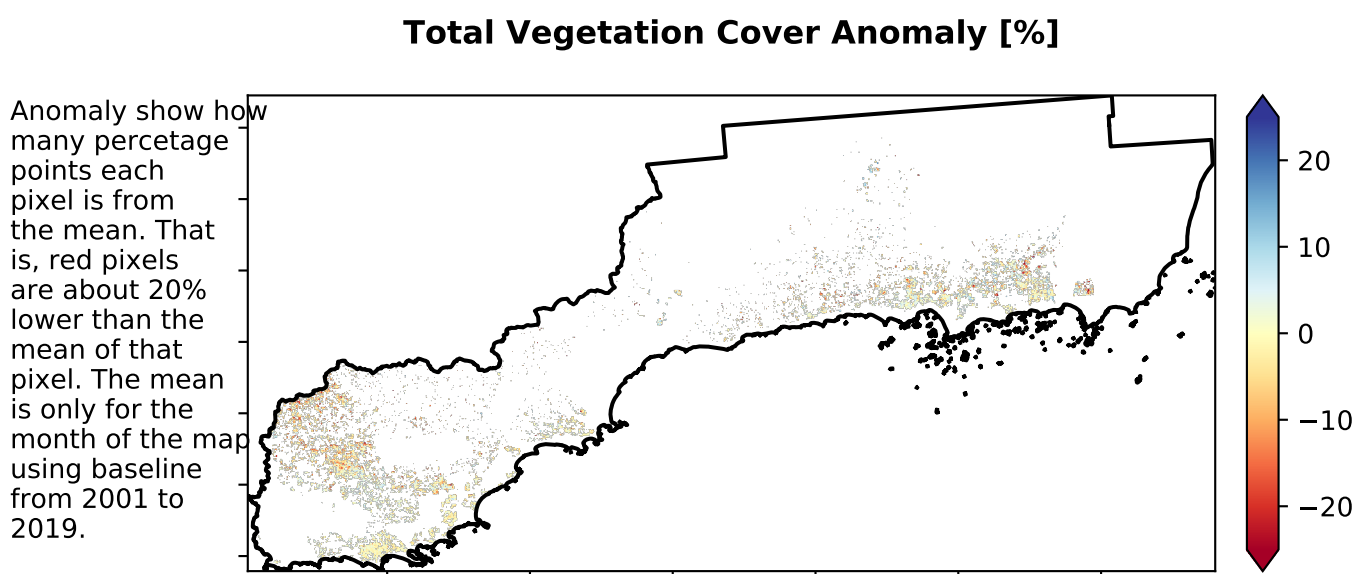 Total Vegetation Cover Anomaly [%]
Anomaly show how
many percetage
points each
pixel is from
the mean. That
is, red pixels
are about 20%
lower than the
mean of that
pixel. The mean
is only for the
month of the map
using baseline
from 2001 to
2019.
20
10
0
−10
−20